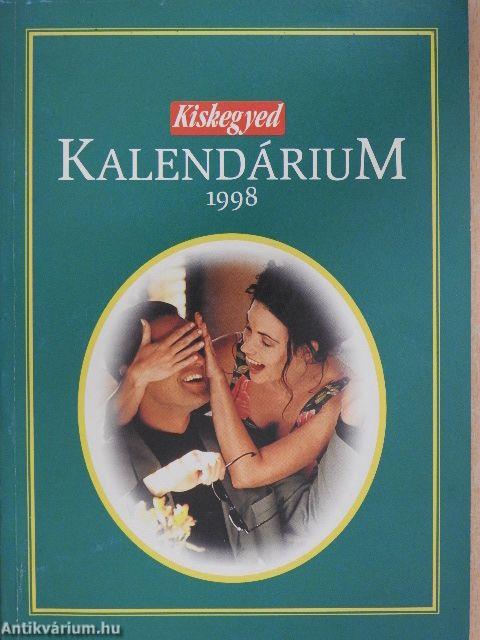 Kiskegyed
KALENDÁRIUM
1998
Antikvárium.hu